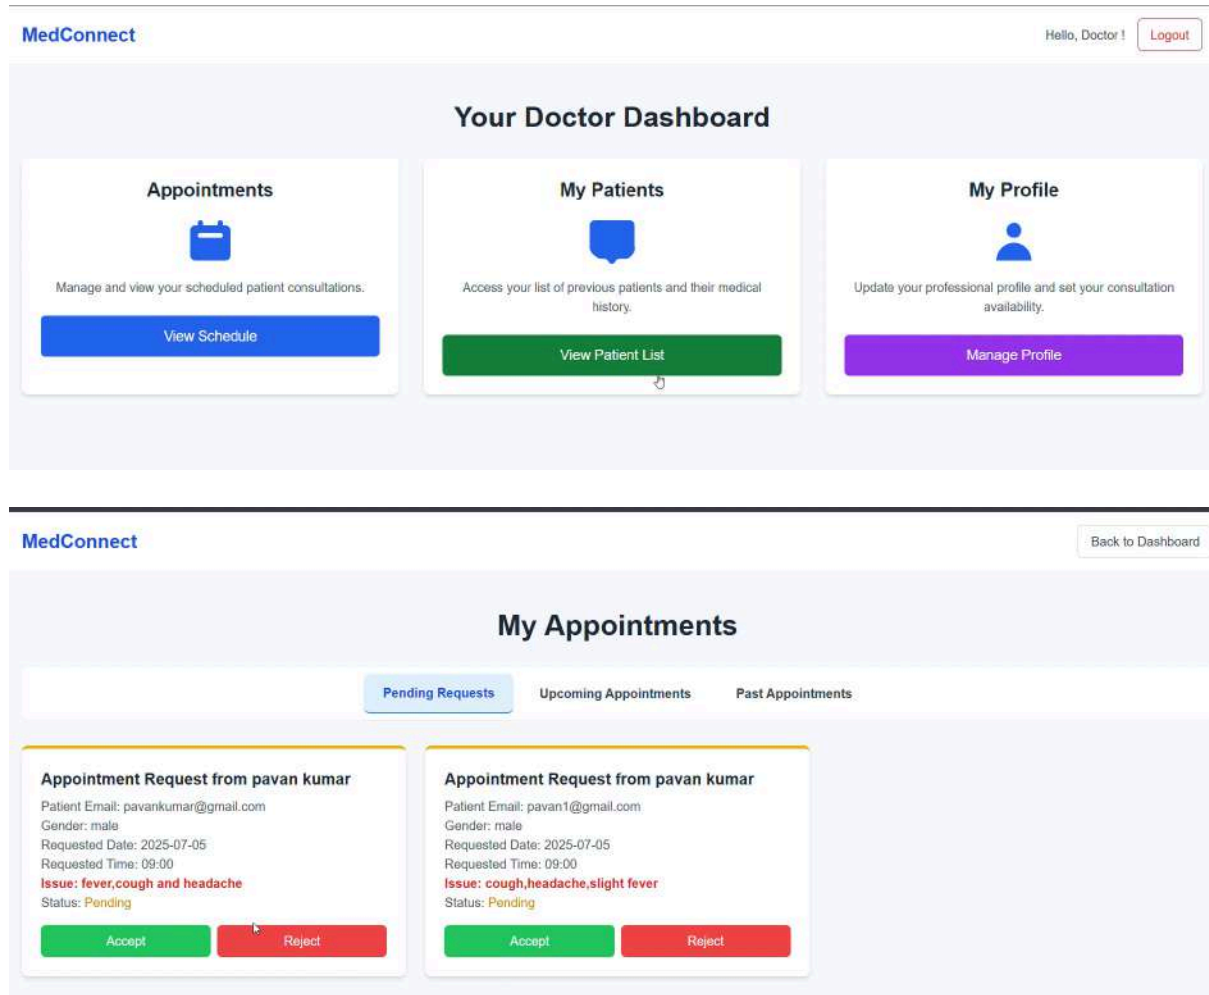 MedConnect
Hello, Doctor !
Logout
Your Doctor Dashboard
Appointments
Manage and view your scheduled patient consultations.
View Schedule
My Patients
Access your list of previous patients and their medical
history.
View Patient List
My Profile
Update your professional profile and set your consultation
availability.
Manage Profile
MedConnect
Back to Dashboard
My Appointments
Pending Requests
Upcoming Appointments
Past Appointments
Appointment Request from pavan kumar
Patient Email: pavankumar@gmail.com
Gender: male
Requested Date: 2025-07-05
Requested Time: 09:00
Issue: fever,cough and headache
Status: Pending
Accept
Reject
Appointment Request from pavan kumar
Patient Email: pavan1@gmail.com
Gender: male
Requested Date: 2025-07-05
Requested Time: 09:00
Issue: cough,headache,slight fever
Status: Pending
Accept
Reject